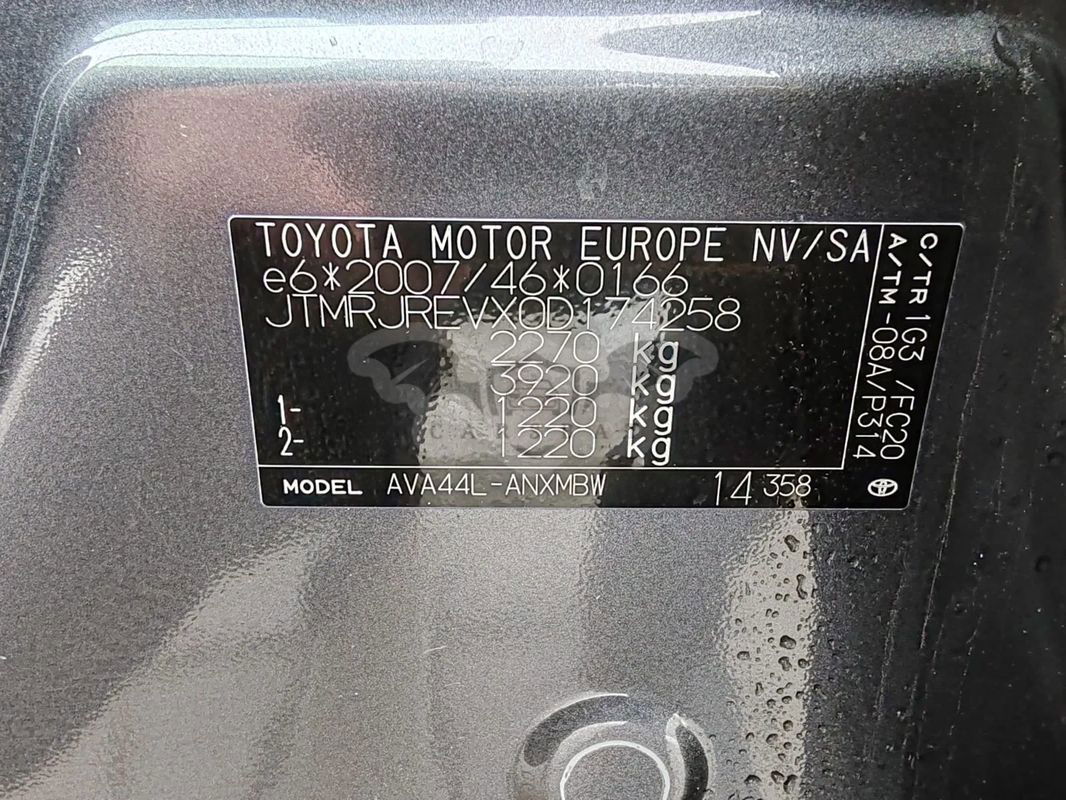 TOYOTA MOTOR EUROPE NV/SA
e6*2007/46*0166
JTMRJREVX0D174258
2270 kg
3920 kg
1- 1220 kg
2- 1220 kg
MODEL AVA44L-ANXMBW 14 358
C/TR 1G3 /FC20
A/TM -08A/P314